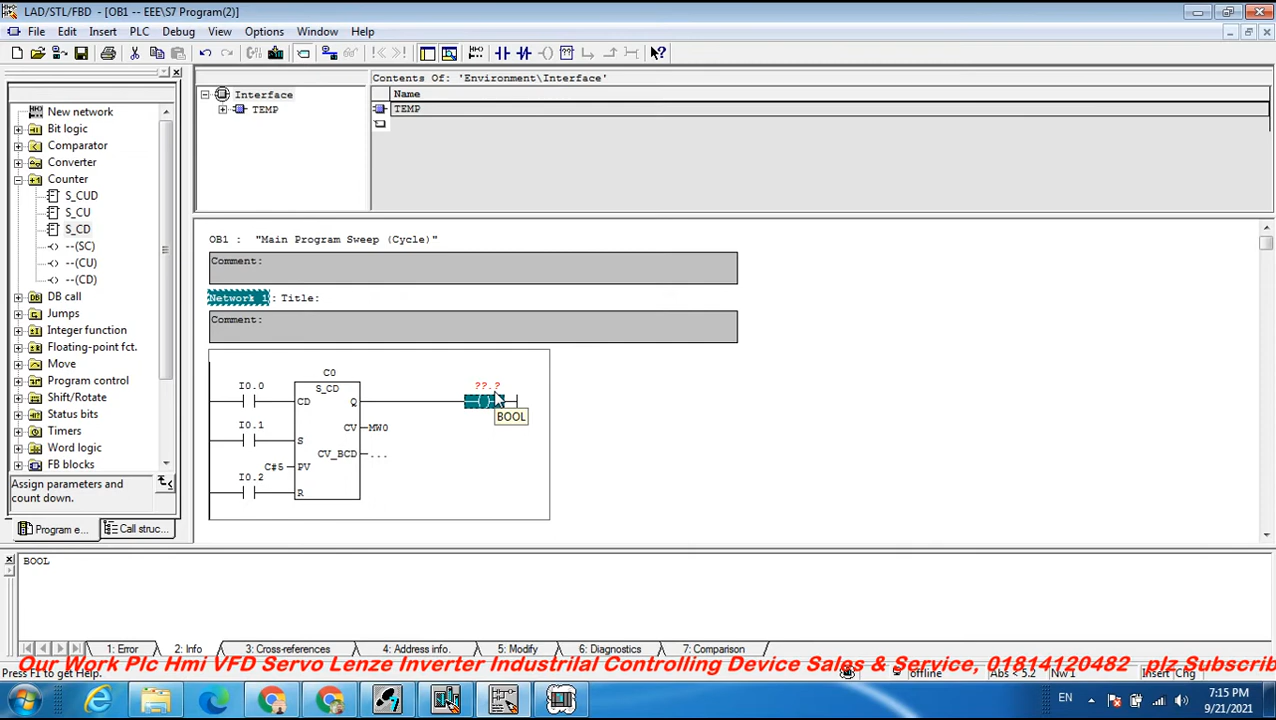 LAD/STL/FBD - [OB1 -- EEE\S7 Program(2)]
File Edit Insert PLC Debug View Options Window Help
New network
Bit logic
Comparator
Converter
Counter
S_CUD
S_CU
S_CD
--(SC)
--(CU)
--(CD)
DB call
Jumps
Integer function
Floating-point fct.
Move
Program control
Shift/Rotate
Status bits
Timers
Word logic
FB blocks
Assign parameters and
count down.
Program e... Call struc...
Interface
TEMP
Contents Of: 'Environment\Interface'
Name
TEMP
OB1 : "Main Program Sweep (Cycle)"
Comment:
Network 1: Title:
Comment:
C0
I0.0 S_CD ??.?
CD Q
BOOL
I0.1 CV MW0
S CV_BCD ...
C#5 PV
I0.2
R
BOOL
1: Error 2: Info 3: Cross-references 4: Address info. 5: Modify 6: Diagnostics 7: Comparison
Our Work Plc Hmi VFD Servo Lenze Inverter Industrilal Controlling Device Sales & Service, 01814120482 plz Subscrib
Press F1 to get Help. offline Abs < 5.2 Nw 1 Insert Chg
EN 7:15 PM
9/21/2021